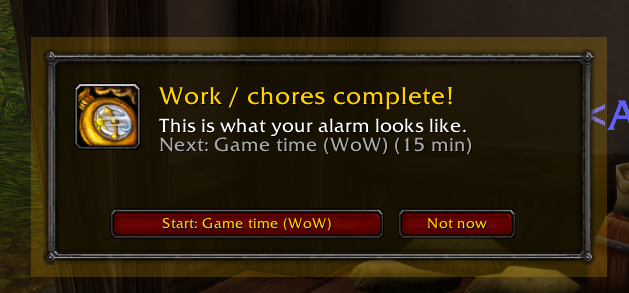 Work / chores complete!
This is what your alarm looks like.
Next: Game time (WoW) (15 min)
<A
Start: Game time (WoW)
Not now